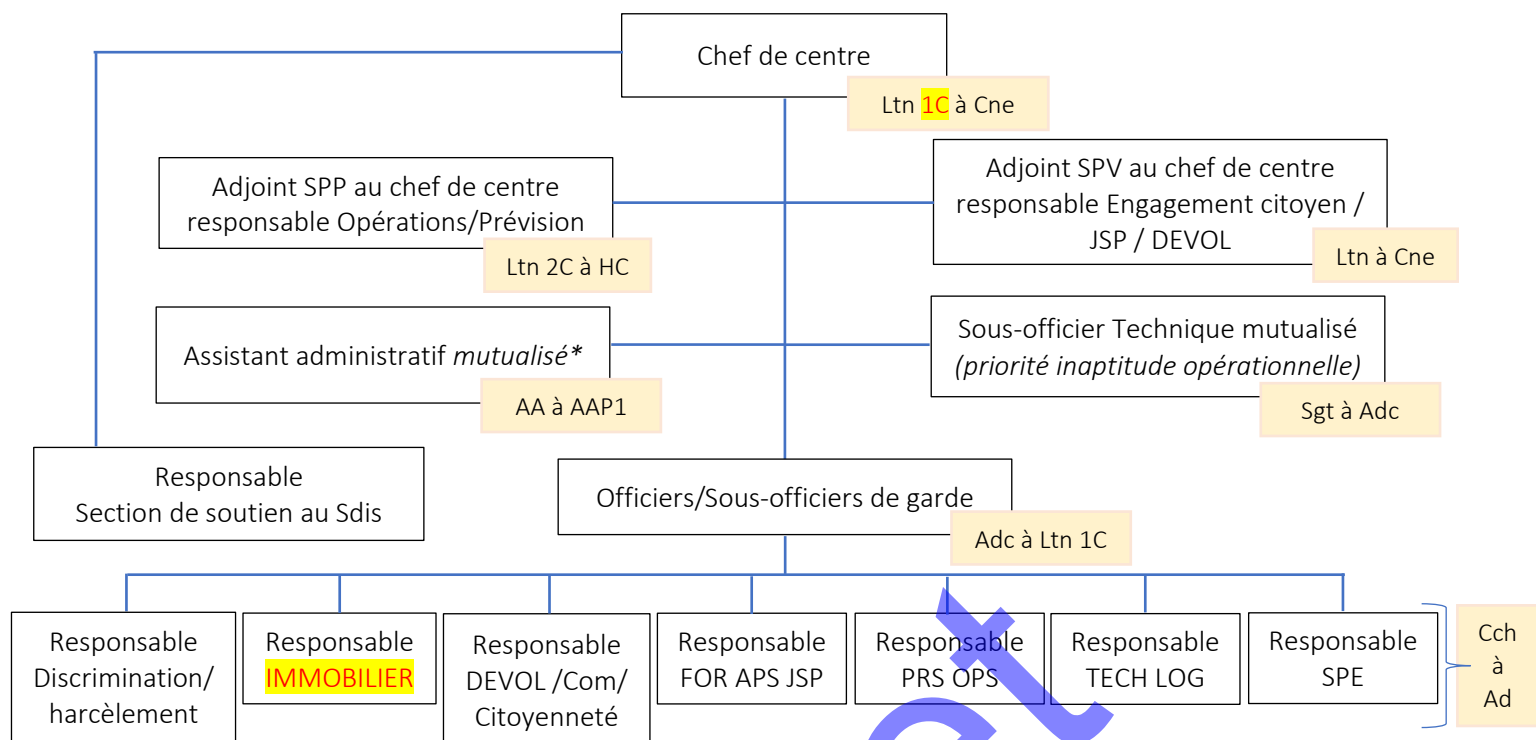 Chef de centre
Ltn 1C à Cne
Adjoint SPP au chef de centre
responsable Opérations/Prévision
Ltn 2C à HC
Adjoint SPV au chef de centre
responsable Engagement citoyen /
JSP / DEVOL
Ltn à Cne
Assistant administratif mutualisé*
AA à AAP1
Sous-officier Technique mutualisé
(priorité inaptitude opérationnelle)
Sgt à Adc
Responsable
Section de soutien au Sdis
Officiers/Sous-officiers de garde
Adc à Ltn 1C
Responsable
Discrimination/
harcèlement
Responsable
IMMOBILIER
Responsable
DEVOL /Com/
Citoyenneté
Responsable
FOR APS JSP
Responsable
PRS OPS
Responsable
TECH LOG
Responsable
SPE
Cch
à
Ad